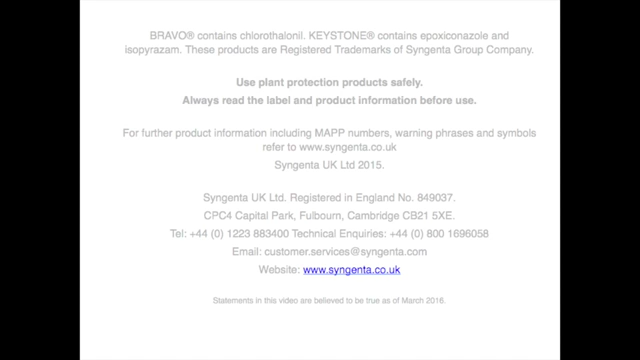 BRAVO® contains chlorothalonil. KEYSTONE® contains epoxiconazole and
isopyrazam. These products are Registered Trademarks of Syngenta Group Company.
Use plant protection products safely.
Always read the label and product information before use.
For further product information including MAPP numbers, warning phrases and symbols
refer to www.syngenta.co.uk
Syngenta UK Ltd 2015.
Syngenta UK Ltd. Registered in England No. 849037.
CPC4 Capital Park, Fulbourn, Cambridge CB21 5XE.
Tel: +44 (0) 1223 883400 Technical Enquiries: +44 (0) 800 1696058
Email: customer.services@syngenta.com
Website: www.syngenta.co.uk
Statements in this video are believed to be true as of March 2016.